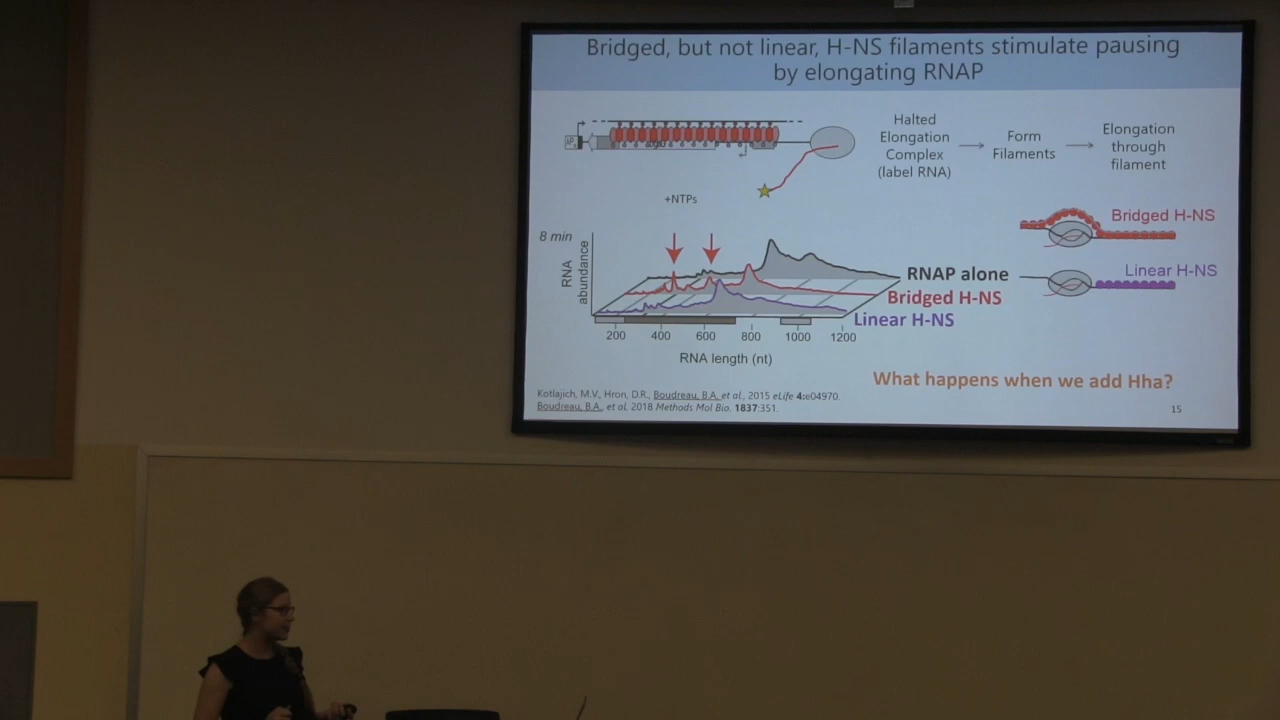 Bridged, but not linear, H-NS filaments stimulate pausing
by elongating RNAP
Halted
Elongation
Complex
(label RNA)
Form
Filaments
Elongation
through
filament
+NTPs
8 min
RNA
abundance
RNAP alone
Bridged H-NS
Linear H-NS
200 400 600 800 1000 1200
RNA length (nt)
Bridged H-NS
Linear H-NS
What happens when we add Hha?
Kotlajich, M.V., Hron, D.R., Boudreau, B.A. et al., 2015 eLife 4:e04970.
Boudreau, B.A., et al. 2018 Methods Mol Bio. 1837:351.
15